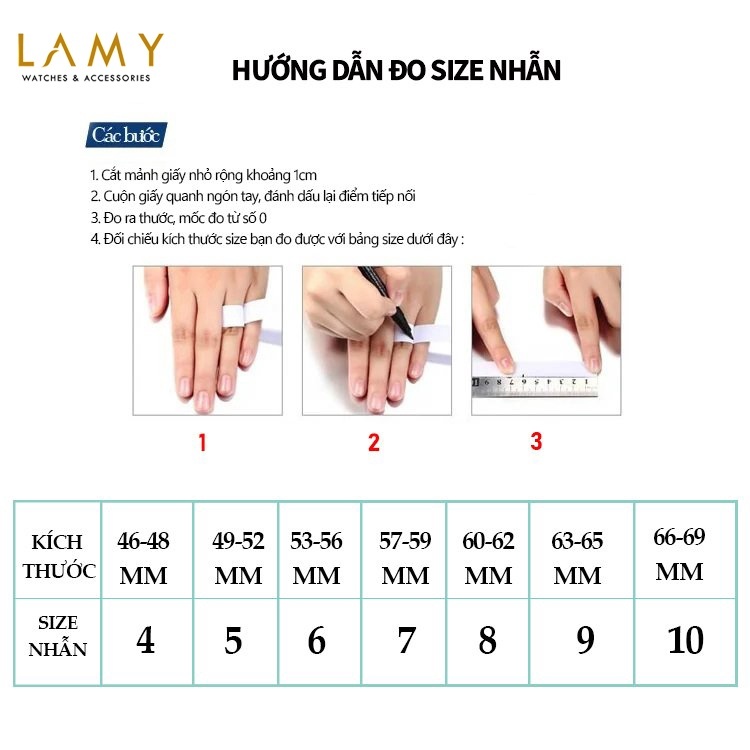 LAMY
WATCHES & ACCESSORIES
HƯỚNG DẪN ĐO SIZE NHẪN
Các bước
1. Cắt mảnh giấy nhỏ rộng khoảng 1cm
2. Cuộn giấy quanh ngón tay, đánh dấu lại điểm tiếp nối
3. Đo ra thước, mốc đo từ số 0
4. Đối chiếu kích thước size bạn đo được với bảng size dưới đây :
1 2 3
KÍCH THƯỚC 46-48 MM 49-52 MM 53-56 MM 57-59 MM 60-62 MM 63-65 MM 66-69 MM
SIZE NHẪN 4 5 6 7 8 9 10